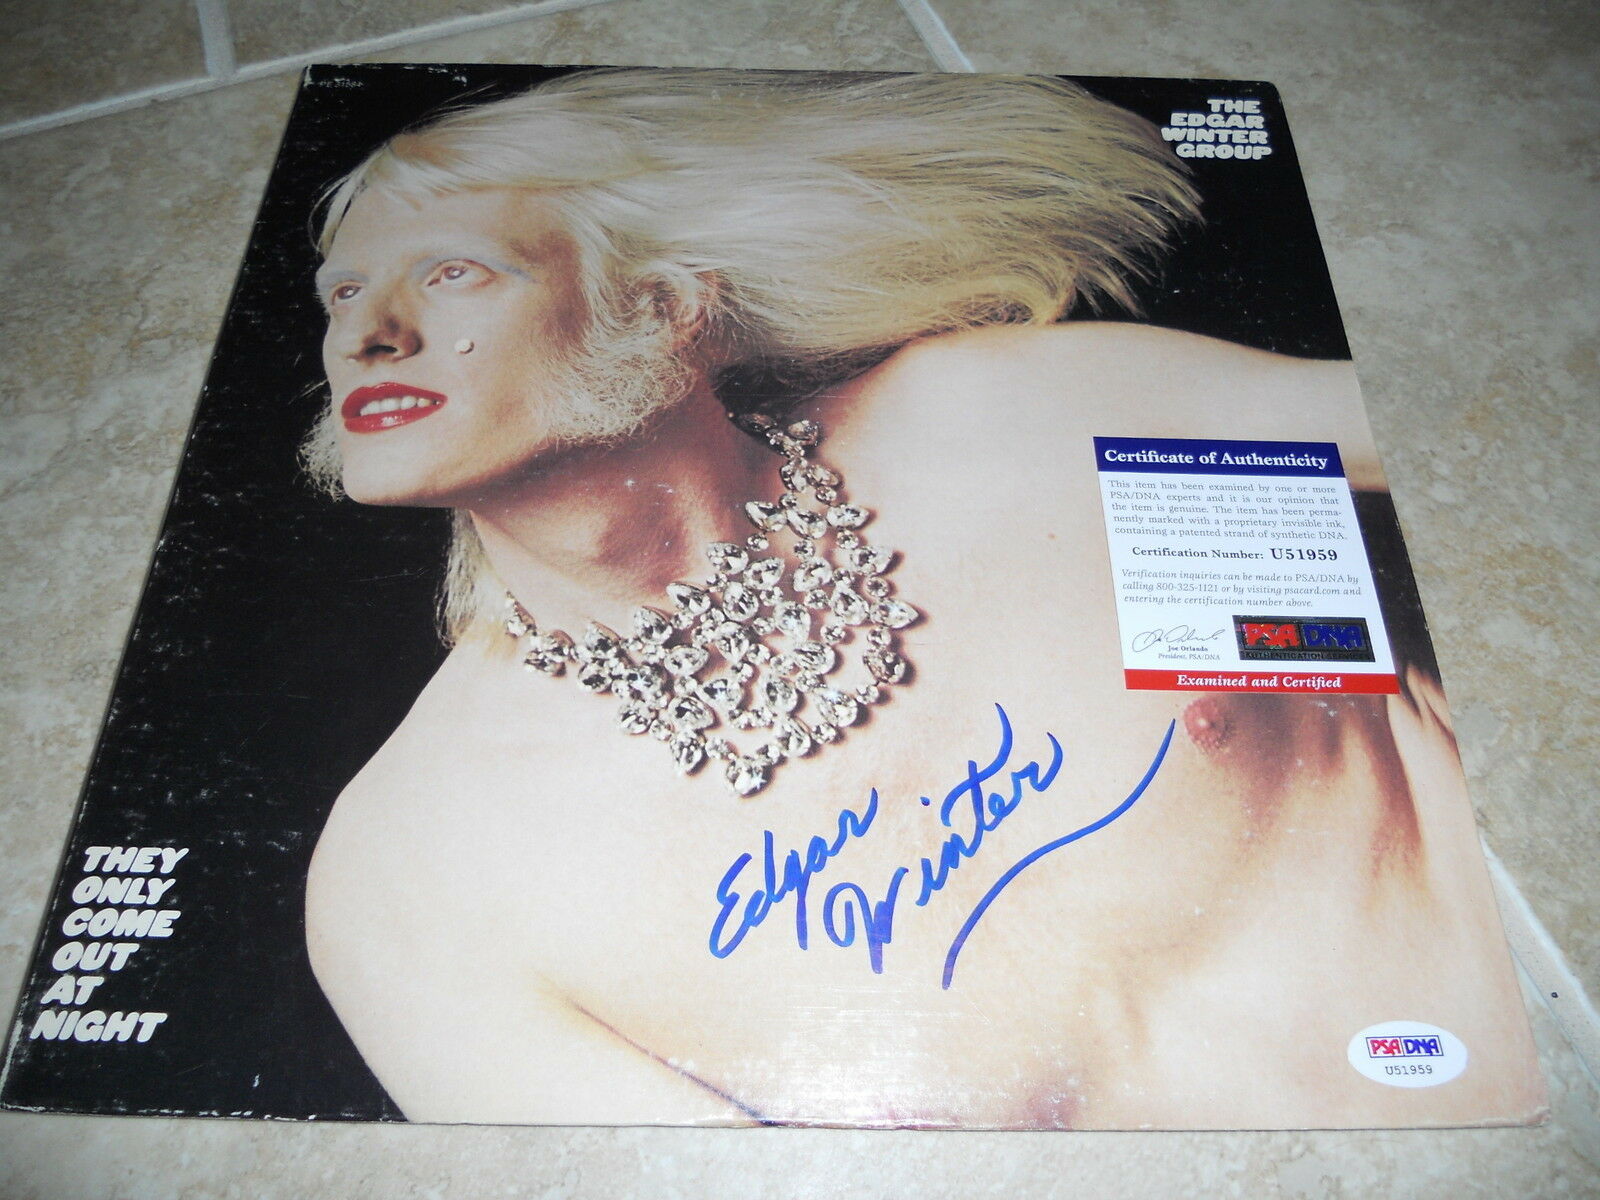 THE
EDGAR
WINTER
GROUP
Certificate of Authenticity
This item has been examined by one or more
PSA/DNA experts and it is our opinion that
the item is genuine. The item has been perma-
nently marked with a proprietary invisible ink,
containing a patented strand of synthetic DNA.
Certification Number: U51959
Verification inquiries can be made to PSA/DNA by
calling 800-325-1121 or by visiting psacard.com and
entering the certification number above.
Joe Orlando
President, PSA/DNA
PSA DNA
AUTHENTICATION SERVICES
Examined and Certified
Edgar
Winter
THEY
ONLY
COME
OUT
AT
NIGHT
PSA DNA
U51959